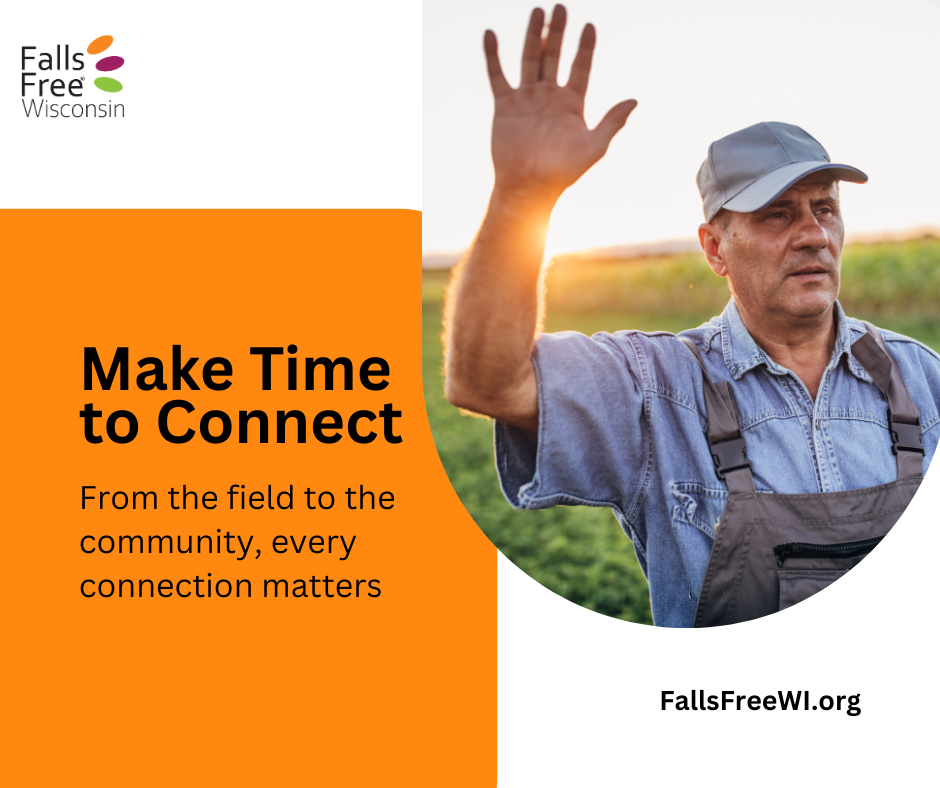 Falls
Free®
Wisconsin
Make Time
to Connect
From the field to the
community, every
connection matters
FallsFreeWI.org